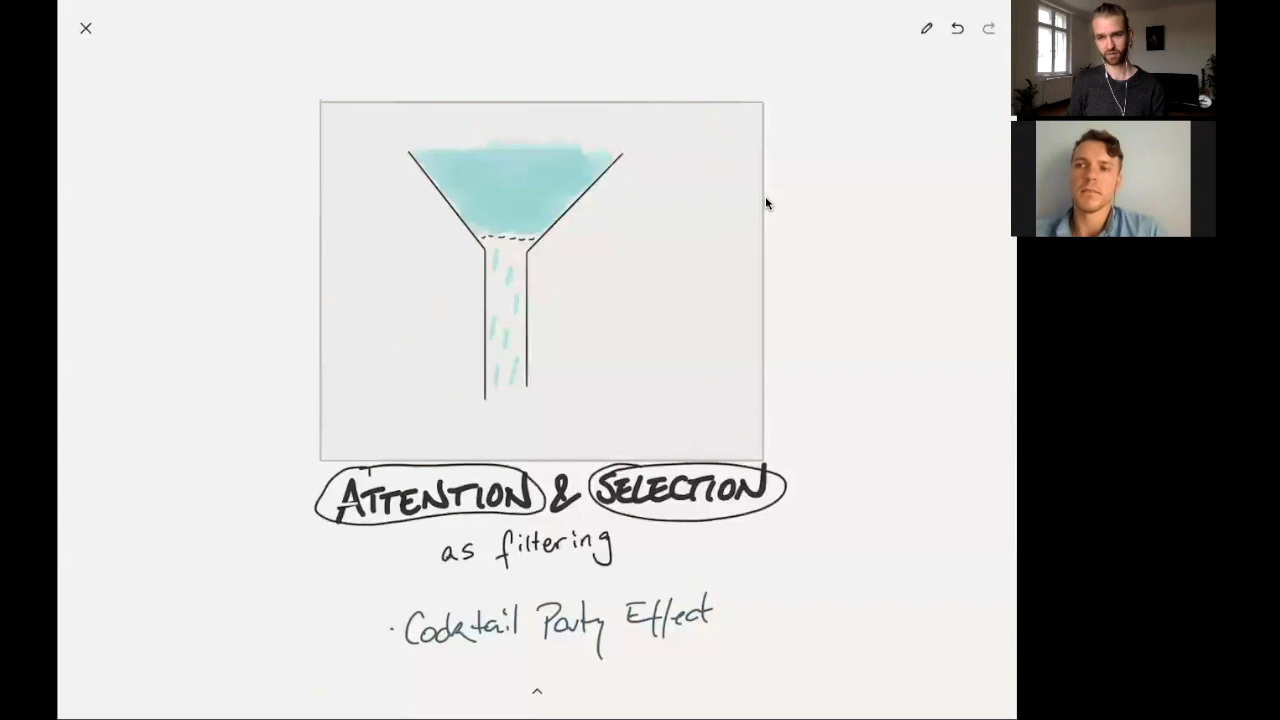 ATTENTION & SELECTION
as filtering
· Cocktail Party Effect